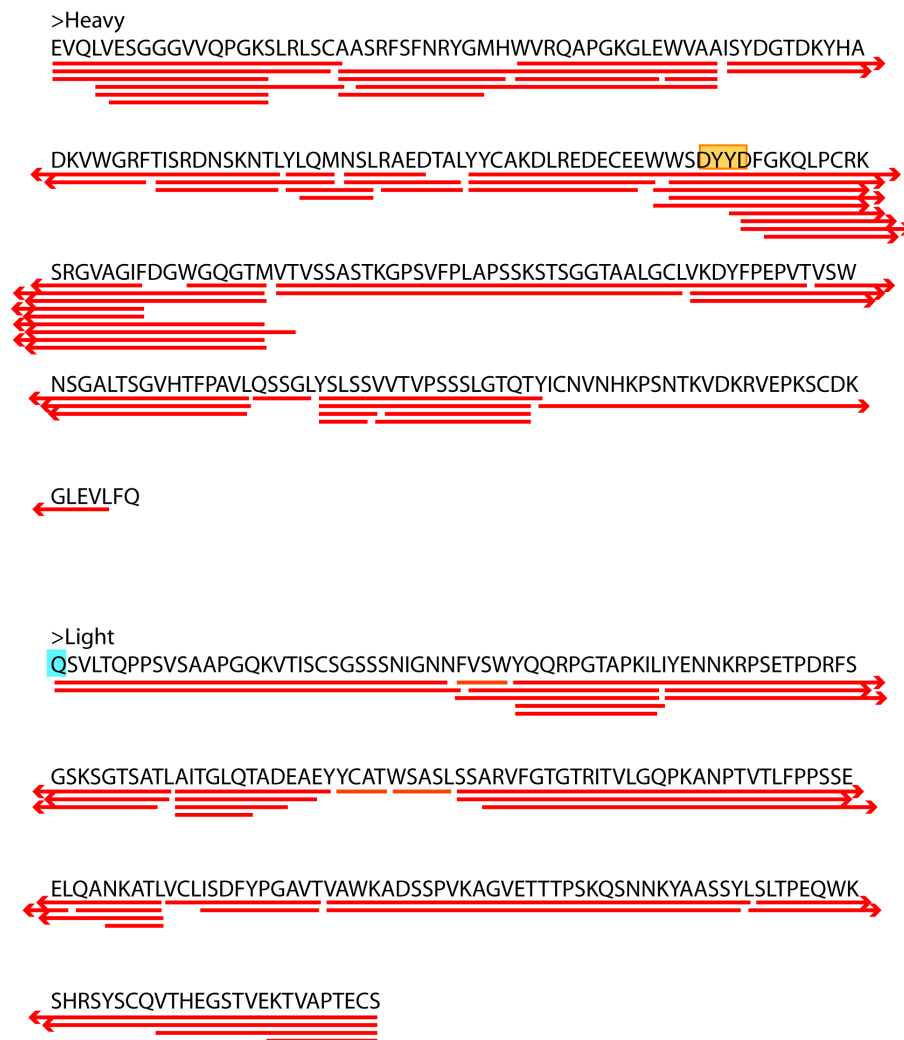 >Heavy
EVQLVESGGGVVQPGKSLRLSCAASRFSFNRYGMHWVRQAPGKGLEWVAAISYDGTDKYHA
DKVWGRFTISRDNSKNTLYLQMNSLRAEDTALYYCAKDLREDECEEWWSDYYDFGKQLPCRK
SRGVAGIFDGWGQGTMVTVSSASTKGPSVFPLAPSSKSTSGGTAALGCLVKDYFPEPVTVSW
NSGALTSGVHTFPAVLQSSGLYSLSSVVTVPSSSLGTQTYICNVNHKPSNTKVDKRVEPKSCDK
GLEVLFQ
>Light
QSVLTQPPSVSAAPGQKVTISCSGSSSNIGNNFVSWYQQRPGTAPKILIYENNKRPSETPDRFS
GSKSGTSATLAITGLQTADEAEYYCATWSASLSSARVFGTGTRITVLGQPKANPTVTLFPPSSE
ELQANKATLVCLISDFYPGAVTVAWKADSSPVKAGVETTTPSKQSNNKYAASSYLSLTPEQWK
SHRSYSCQVTHEGSTVEKTVAPTECS